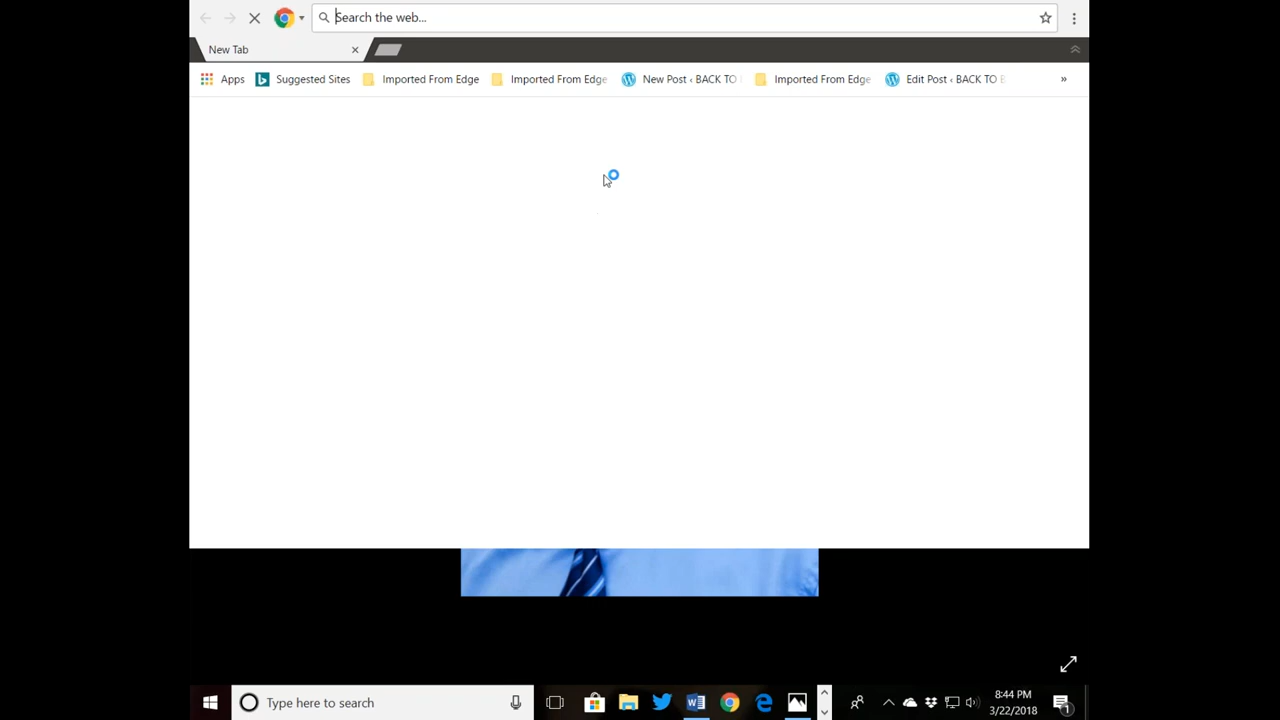 Search the web...
New Tab
Apps Suggested Sites Imported From Edge Imported From Edge New Post ‹ BACK TO Imported From Edge Edit Post ‹ BACK TO B »
Type here to search
8:44 PM
3/22/2018
1